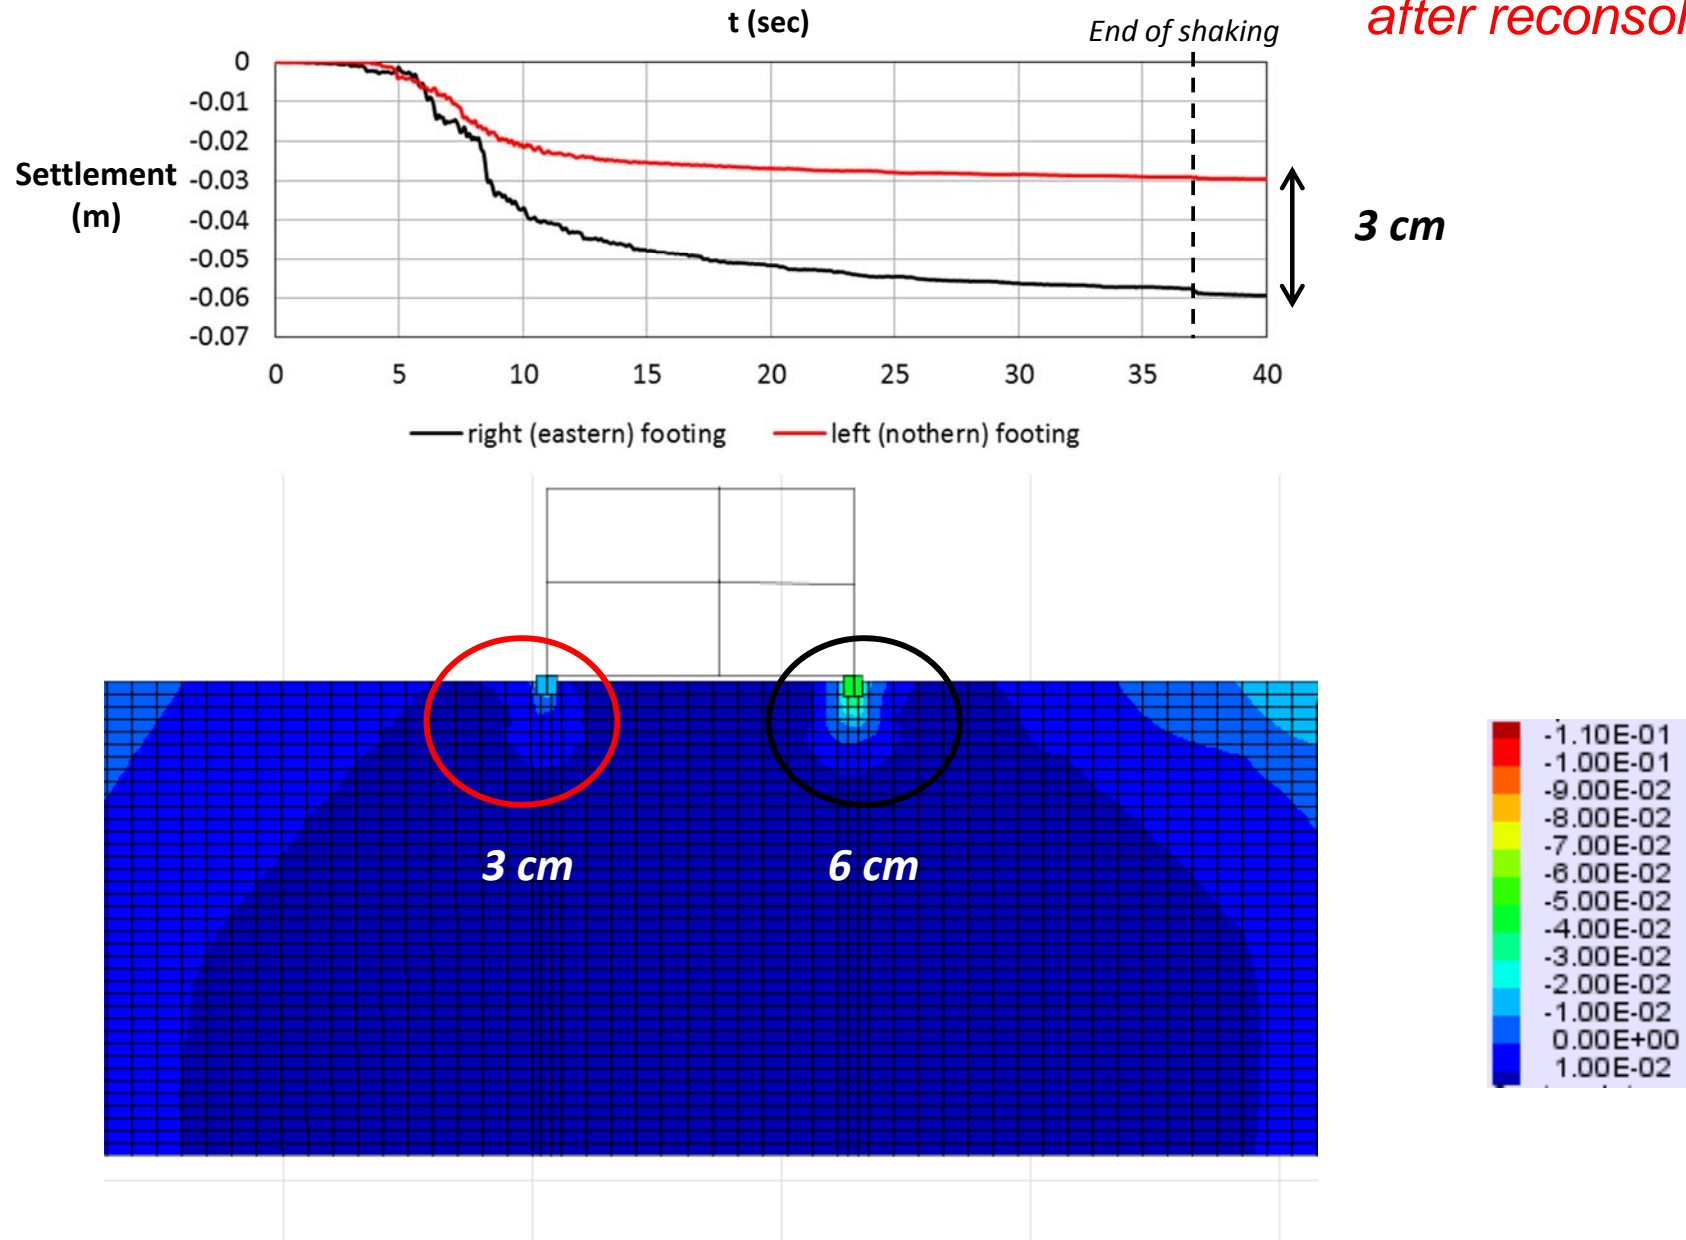 t (sec)
End of shaking
after reconsol
0
-0.01
-0.02
-0.03
-0.04
-0.05
-0.06
-0.07
Settlement
(m)
3 cm
0 5 10 15 20 25 30 35 40
right (eastern) footing left (nothern) footing
3 cm 6 cm
-1.10E-01
-1.00E-01
-9.00E-02
-8.00E-02
-7.00E-02
-6.00E-02
-5.00E-02
-4.00E-02
-3.00E-02
-2.00E-02
-1.00E-02
0.00E+00
1.00E-02